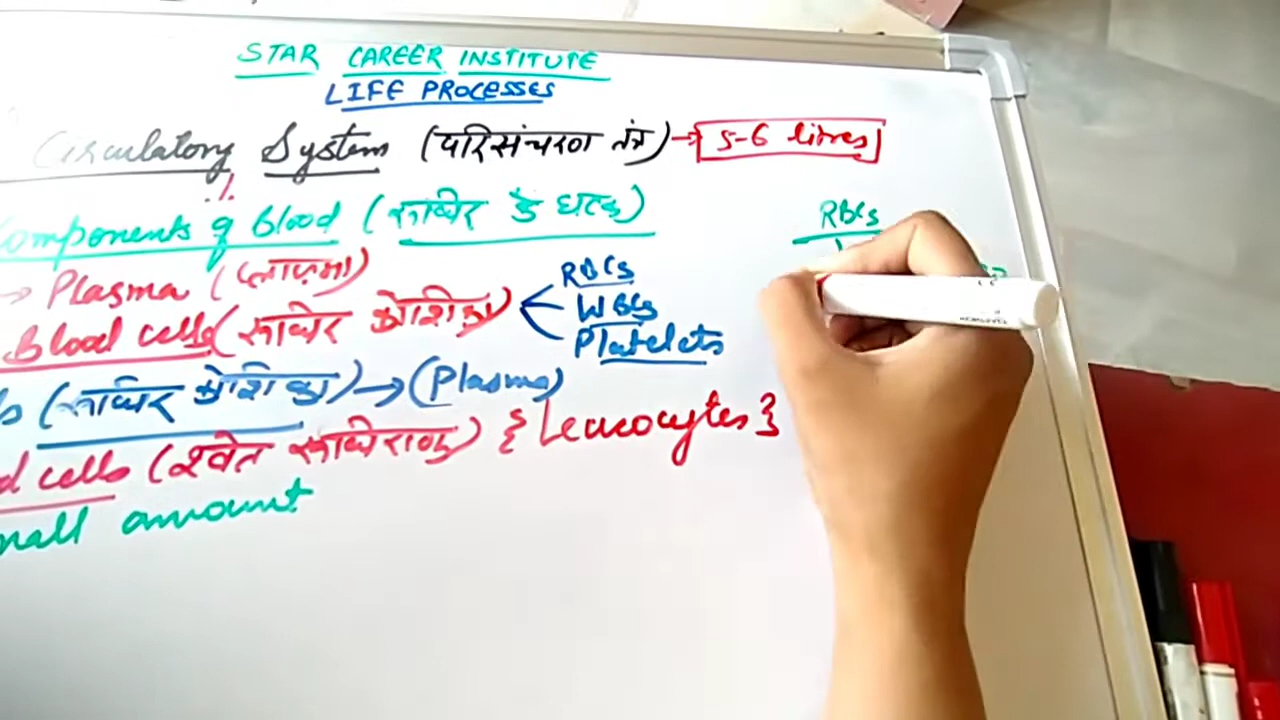 STAR CAREER INSTITUTE
LIFE PROCESSES
Circulatory System (परिसंचरण तंत्र) → 5-6 litres
Components of Blood (रूधिर के घटक)
→ Plasma (प्लाज़मा)
Blood cells (रूधिर कोशिका)
RBCs
WBCs
Platelets
(रूधिर कोशिका) → (Plasma)
d cells (श्वेत रूधिराणु) { Leucocytes }
mall amount
RBCs